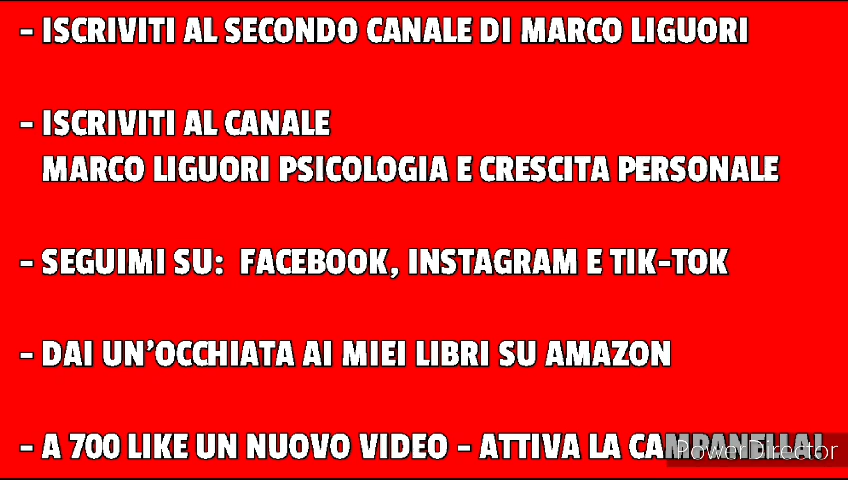 - ISCRIVITI AL SECONDO CANALE DI MARCO LIGUORI
- ISCRIVITI AL CANALE
MARCO LIGUORI PSICOLOGIA E CRESCITA PERSONALE
- SEGUIMI SU: FACEBOOK, INSTAGRAM E TIK-TOK
- DAI UN'OCCHIATA AI MIEI LIBRI SU AMAZON
- A 700 LIKE UN NUOVO VIDEO - ATTIVA LA CAMPANELLA!
PowerDirector